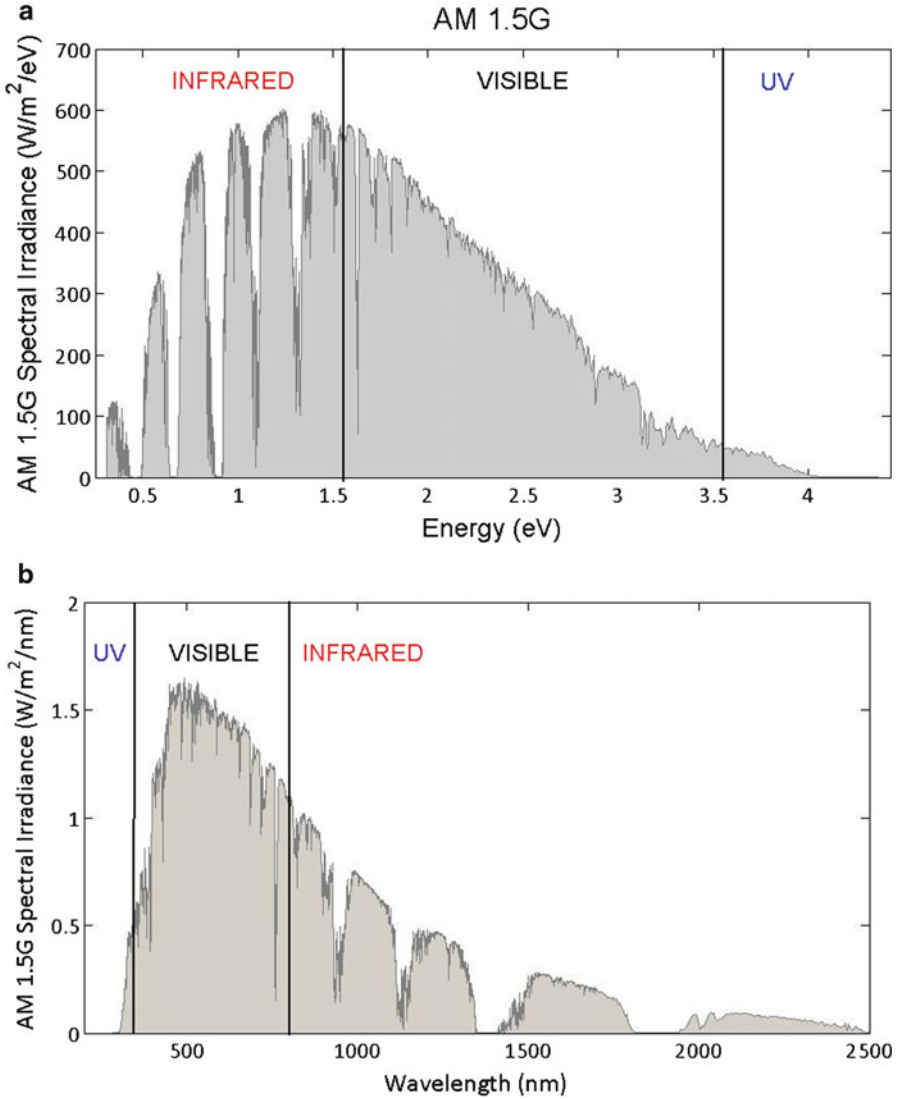 a
AM 1.5G
AM 1.5G Spectral Irradiance (W/m²/eV)
700
600
500
400
300
200
100
0
INFRARED VISIBLE UV
0.5 1 1.5 2 2.5 3 3.5 4
Energy (eV)
b
AM 1.5G Spectral Irradiance (W/m²/nm)
2
1.5
1
0.5
0
UV VISIBLE INFRARED
500 1000 1500 2000 2500
Wavelength (nm)